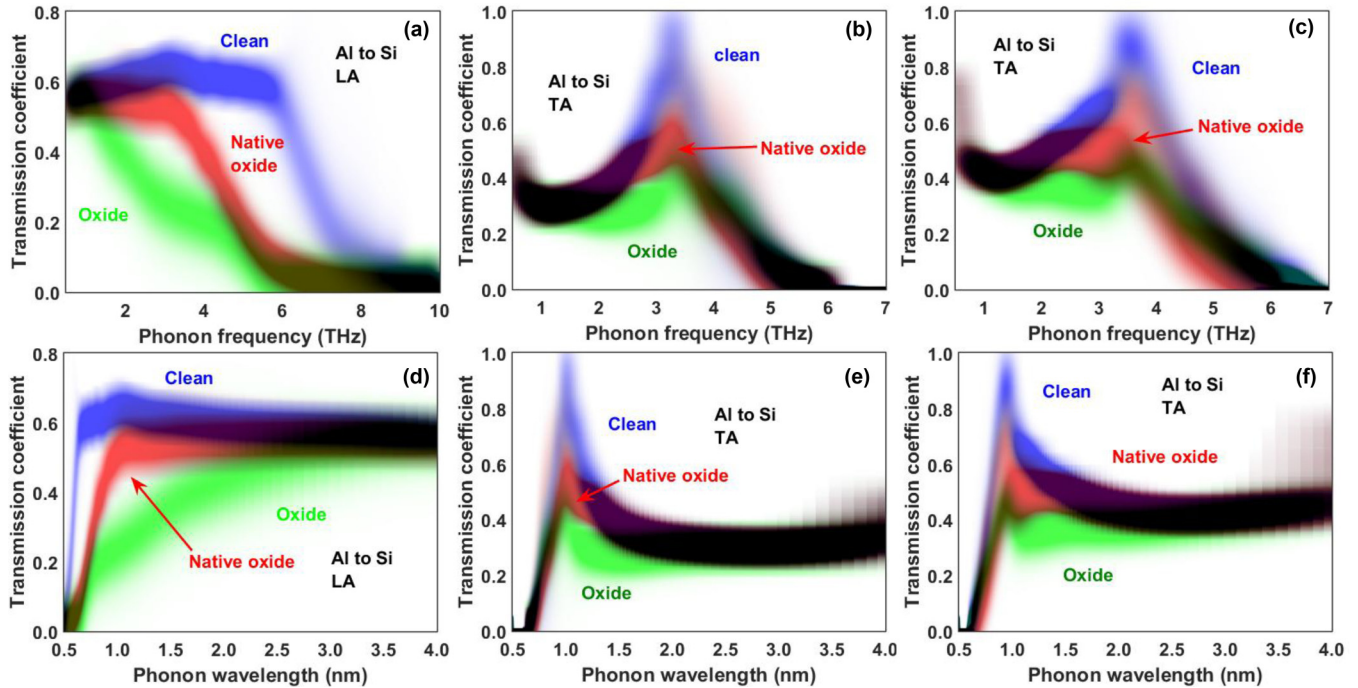 (a)
Clean
Al to Si
LA
Native
oxide
Oxide
Transmission coefficient
0.8
0.6
0.4
0.2
0.0
2
4
6
8
10
Phonon frequency (THz)
(b)
clean
Al to Si
TA
Native oxide
Oxide
Transmission coefficient
1.0
0.8
0.6
0.4
0.2
0.0
1
2
3
4
5
6
7
Phonon frequency (THz)
(c)
Al to Si
TA
Clean
Native oxide
Oxide
Transmission coefficient
1.0
0.8
0.6
0.4
0.2
0.0
1
2
3
4
5
6
7
Phonon frequency (THz)
(d)
Clean
Oxide
Native oxide
Al to Si
LA
Transmission coefficient
0.8
0.6
0.4
0.2
0.0
0.5
1.0
1.5
2.0
2.5
3.0
3.5
4.0
Phonon wavelength (nm)
(e)
Al to Si
TA
Clean
Native oxide
Oxide
Transmission coefficient
1.0
0.8
0.6
0.4
0.2
0.0
0.5
1.0
1.5
2.0
2.5
3.0
3.5
4.0
Phonon wavelength (nm)
(f)
Al to Si
TA
Clean
Native oxide
Oxide
Transmission coefficient
1.0
0.8
0.6
0.4
0.2
0.0
0.5
1.0
1.5
2.0
2.5
3.0
3.5
4.0
Phonon wavelength (nm)